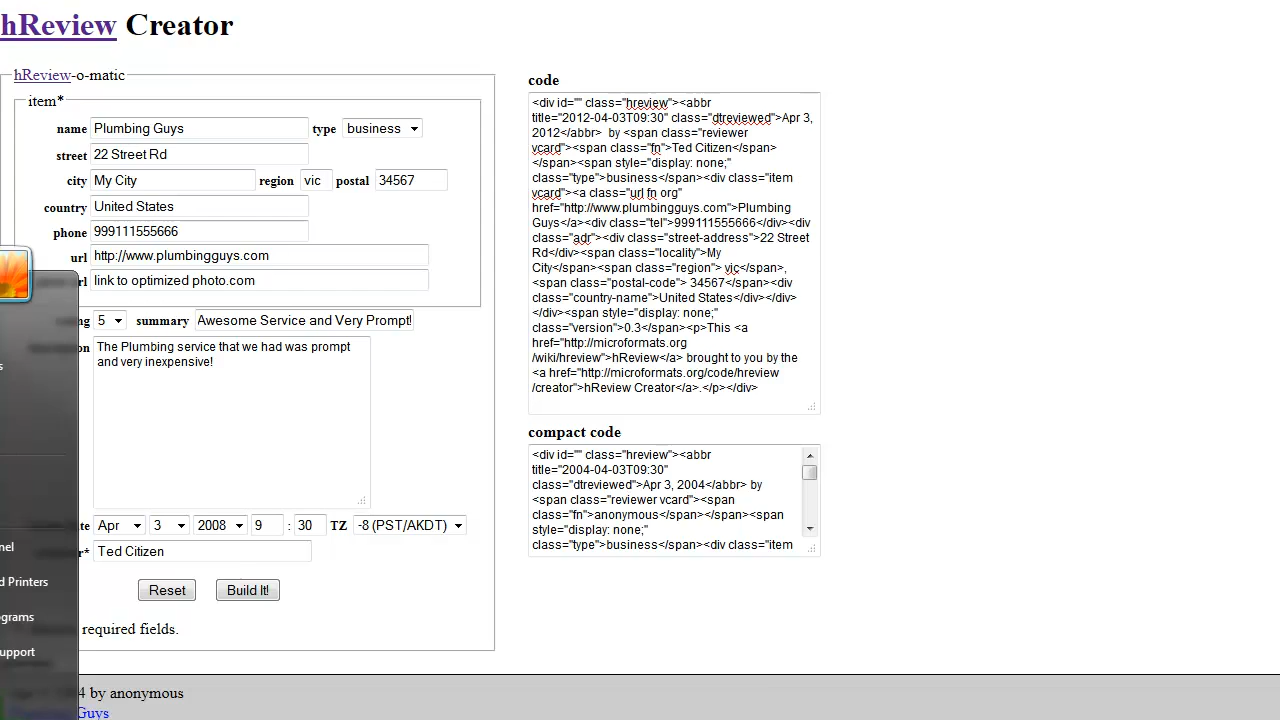 hReview Creator
hReview-o-matic
item*
name Plumbing Guys type business
street 22 Street Rd
city My City region vic postal 34567
country United States
phone 999111555666
url http://www.plumbingguys.com
link to optimized photo.com
5 summary Awesome Service and Very Prompt!
The Plumbing service that we had was prompt
and very inexpensive!
Apr 3 2008 9 : 30 TZ -8 (PST/AKDT)
Ted Citizen
Reset Build It!
required fields.
by anonymous
Guys
code
<div id="" class="hreview"><abbr
title="2012-04-03T09:30" class="dtreviewed">Apr 3,
2012</abbr> by <span class="reviewer
vcard"><span class="fn">Ted Citizen</span>
</span><span style="display: none;"
class="type">business</span><div class="item
vcard"><a class="url fn org"
href="http://www.plumbingguys.com">Plumbing
Guys</a><div class="tel">999111555666</div><div
class="adr"><div class="street-address">22 Street
Rd</div><span class="locality">My
City</span><span class="region"> vic</span>,
<span class="postal-code"> 34567</span><div
class="country-name">United States</div></div>
</div><span style="display: none;"
class="version">0.3</span><p>This <a
href="http://microformats.org
/wiki/hreview">hReview</a> brought to you by the
<a href="http://microformats.org/code/hreview
/creator">hReview Creator</a>.</p></div>
compact code
<div id="" class="hreview"><abbr
title="2004-04-03T09:30"
class="dtreviewed">Apr 3, 2004</abbr> by
<span class="reviewer vcard"><span
class="fn">anonymous</span></span><span
style="display: none;"
class="type">business</span><div class="item